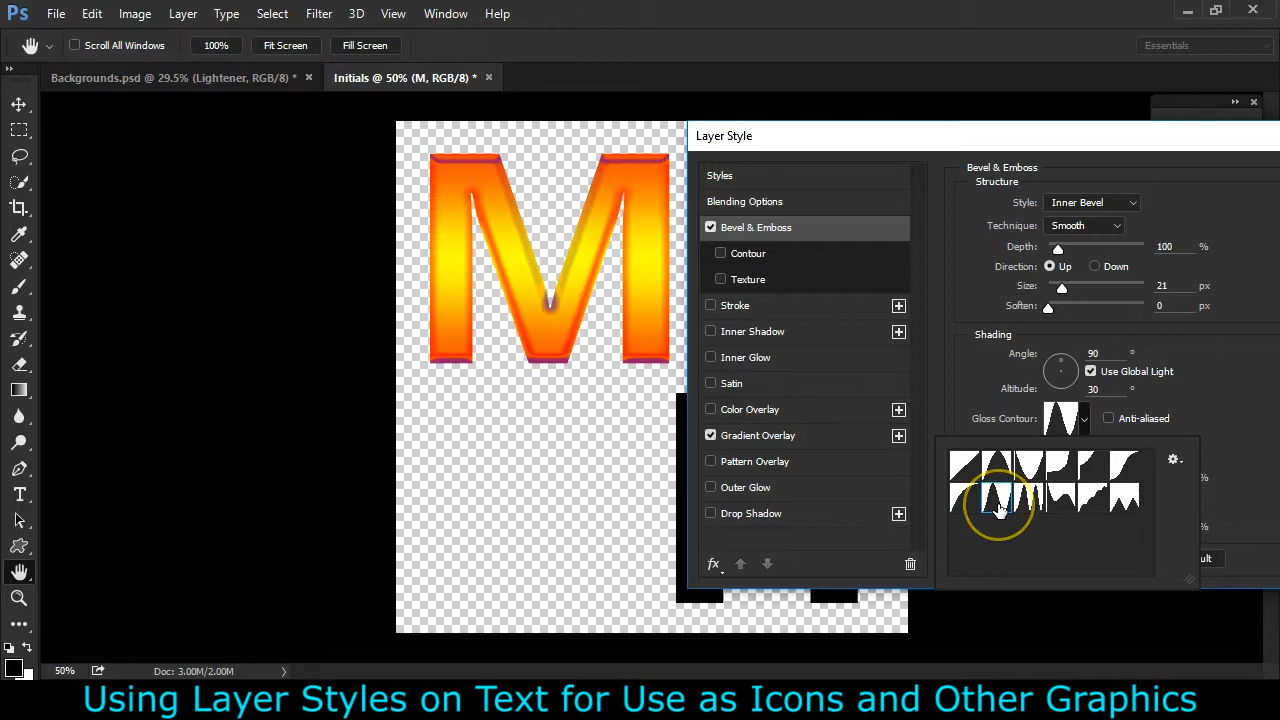 Ps File Edit Image Layer Type Select Filter 3D View Window Help
Scroll All Windows 100% Fit Screen Fill Screen Essentials
Backgrounds.psd @ 29.5% (Lightener, RGB/8) * × Initials @ 50% (M, RGB/8) * ×
M
Layer Style
Styles
Blending Options
Bevel & Emboss
Contour
Texture
Stroke
Inner Shadow
Inner Glow
Satin
Color Overlay
Gradient Overlay
Pattern Overlay
Outer Glow
Drop Shadow
fx
Bevel & Emboss
Structure
Style: Inner Bevel
Technique: Smooth
Depth: 100 %
Direction: Up Down
Size: 21 px
Soften: 0 px
Shading
Angle: 90 °
Use Global Light
Altitude: 30 °
Gloss Contour: Anti-aliased
%
%
ult
T
50% Doc: 3.00M/2.00M
Using Layer Styles on Text for Use as Icons and Other Graphics